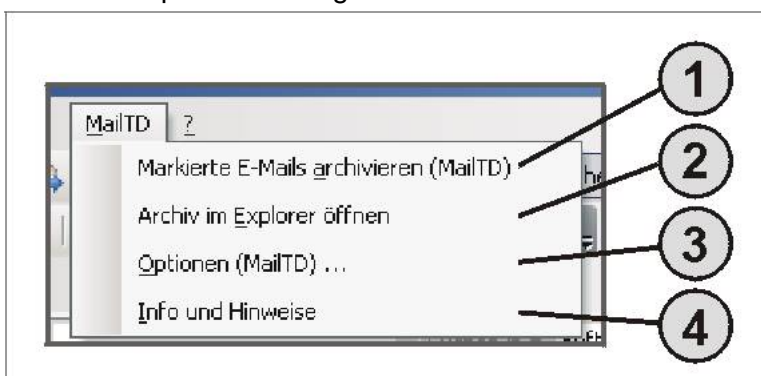 MailTD ?
Markierte E-Mails archivieren (MailTD)
Archiv im Explorer öffnen
Optionen (MailTD) ...
Info und Hinweise
1
2
3
4